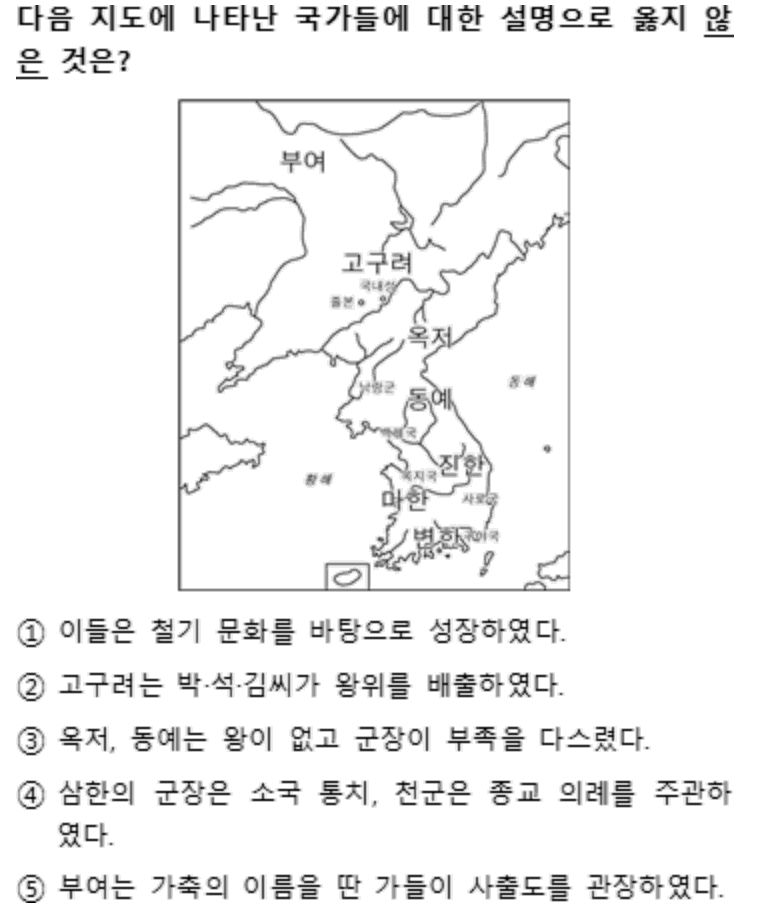 다음 지도에 나타난 국가들에 대한 설명으로 옳지 않
은 것은?
부여
고구려
국내성
졸본
옥저
낙랑군
동예
동해
백제국
진한
목지국
황해
마한
사로국
변한
① 이들은 철기 문화를 바탕으로 성장하였다.
② 고구려는 박·석·김씨가 왕위를 배출하였다.
③ 옥저, 동예는 왕이 없고 군장이 부족을 다스렸다.
④ 삼한의 군장은 소국 통치, 천군은 종교 의례를 주관하
였다.
⑤ 부여는 가축의 이름을 딴 가들이 사출도를 관장하였다.